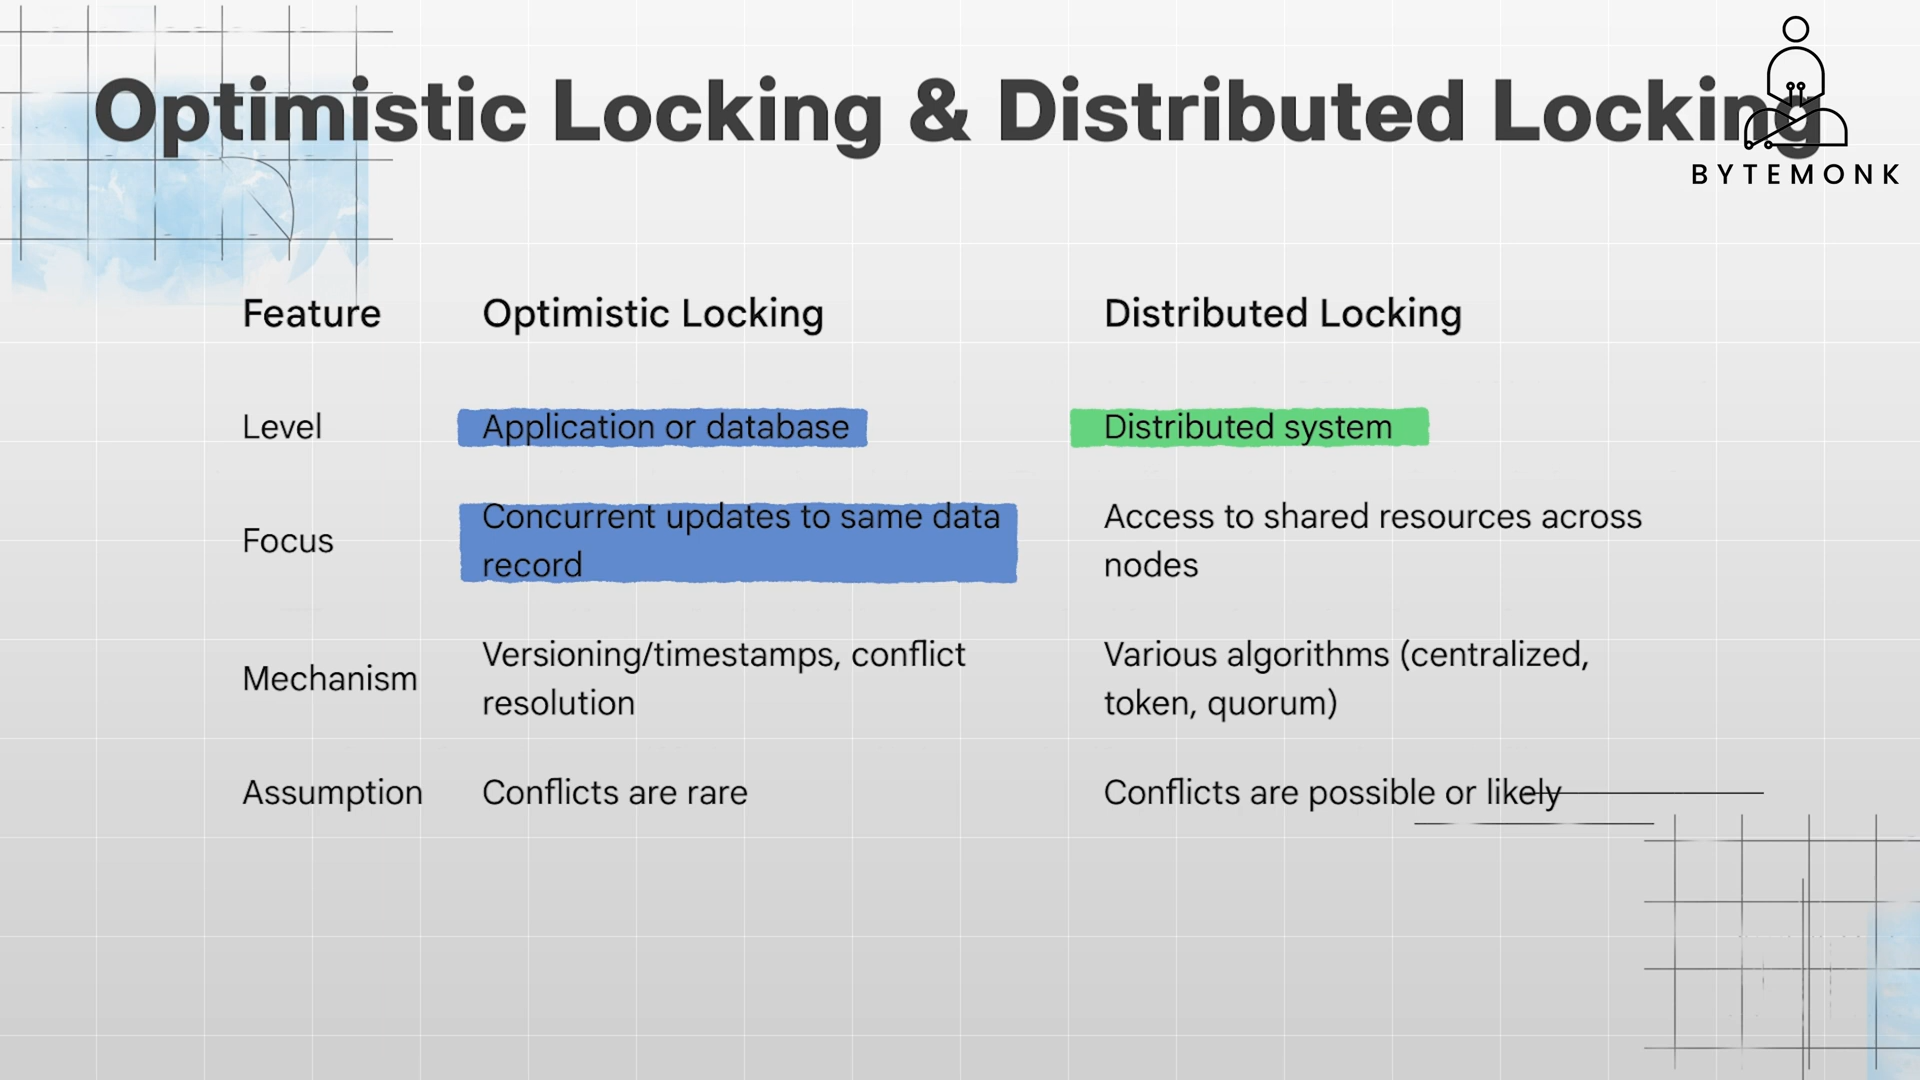 Optimistic Locking & Distributed Locking
BYTEMONK
Feature Optimistic Locking Distributed Locking
Level Application or database Distributed system
Focus Concurrent updates to same data record Access to shared resources across nodes
Mechanism Versioning/timestamps, conflict resolution Various algorithms (centralized, token, quorum)
Assumption Conflicts are rare Conflicts are possible or likely